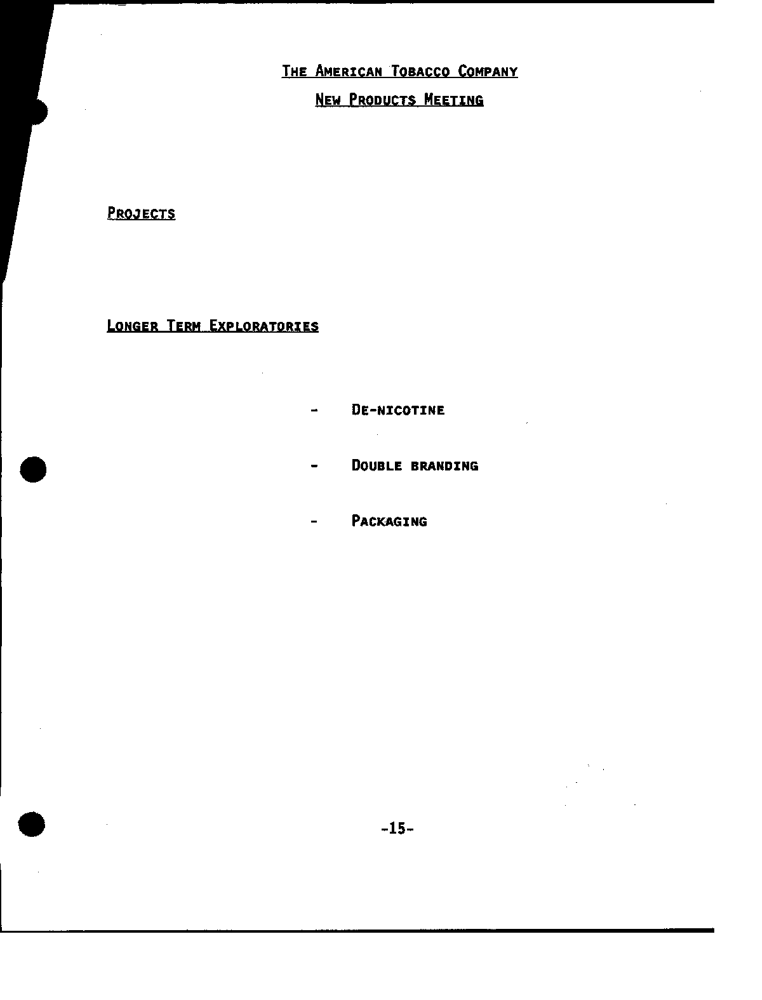 THE AMERICAN TOBACCO COMPANY
NEW PRODUCTS MEETING
PROJECTS
LONGER TERM EXPLORATORIES
- DE-NICOTINE
- DOUBLE BRANDING
- PACKAGING
-15-